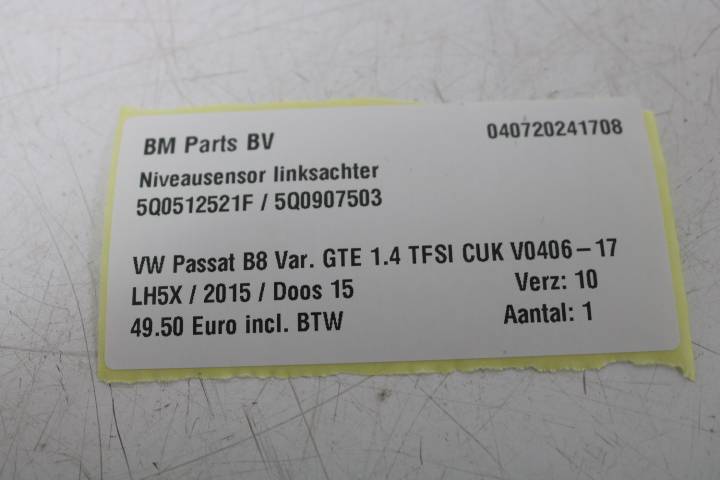 BM Parts BV 040720241708
Niveausensor linksachter
5Q0512521F / 5Q0907503
VW Passat B8 Var. GTE 1.4 TFSI CUK V0406-17
LH5X / 2015 / Doos 15 Verz: 10
49.50 Euro incl. BTW Aantal: 1